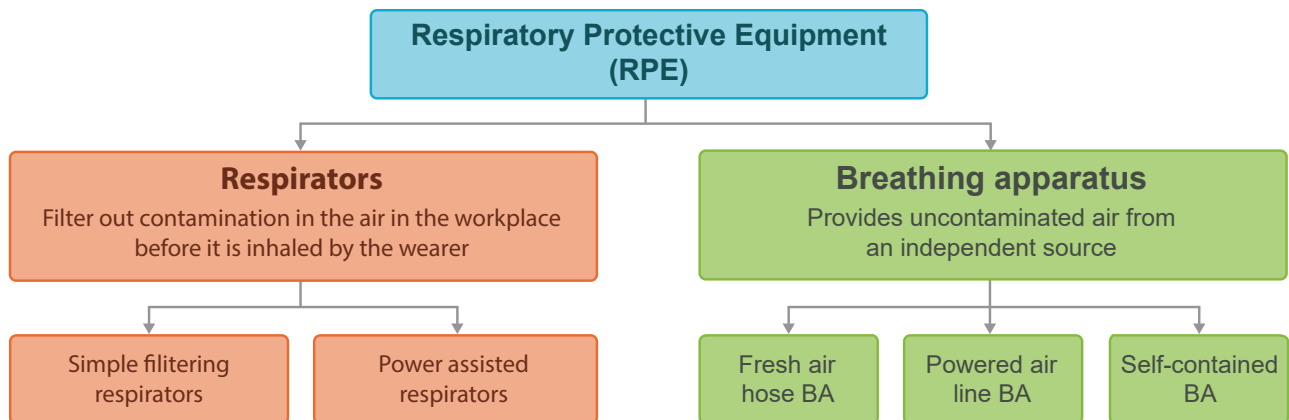 Respiratory Protective Equipment
(RPE)
Respirators
Filter out contamination in the air in the workplace
before it is inhaled by the wearer
Breathing apparatus
Provides uncontaminated air from
an independent source
Simple filitering
respirators
Power assisted
respirators
Fresh air
hose BA
Powered air
line BA
Self-contained
BA